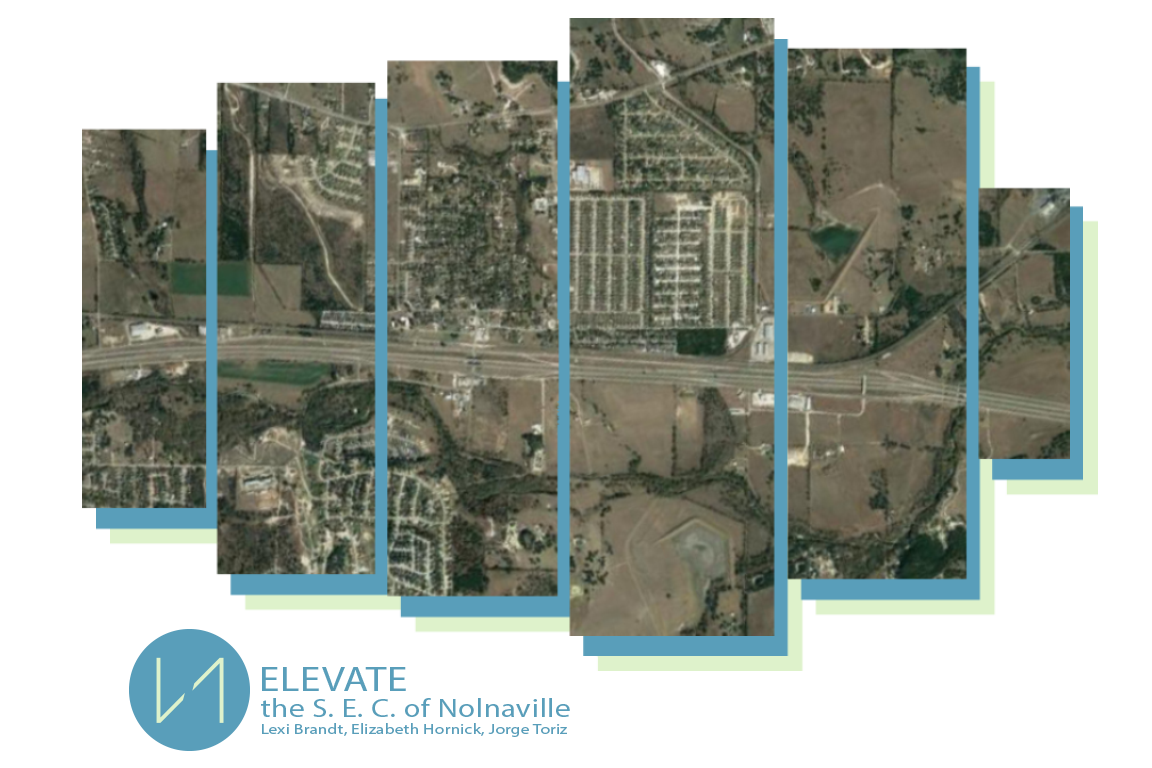 ELEVATE
the S. E. C. of Nolnaville
Lexi Brandt, Elizabeth Hornick, Jorge Toriz